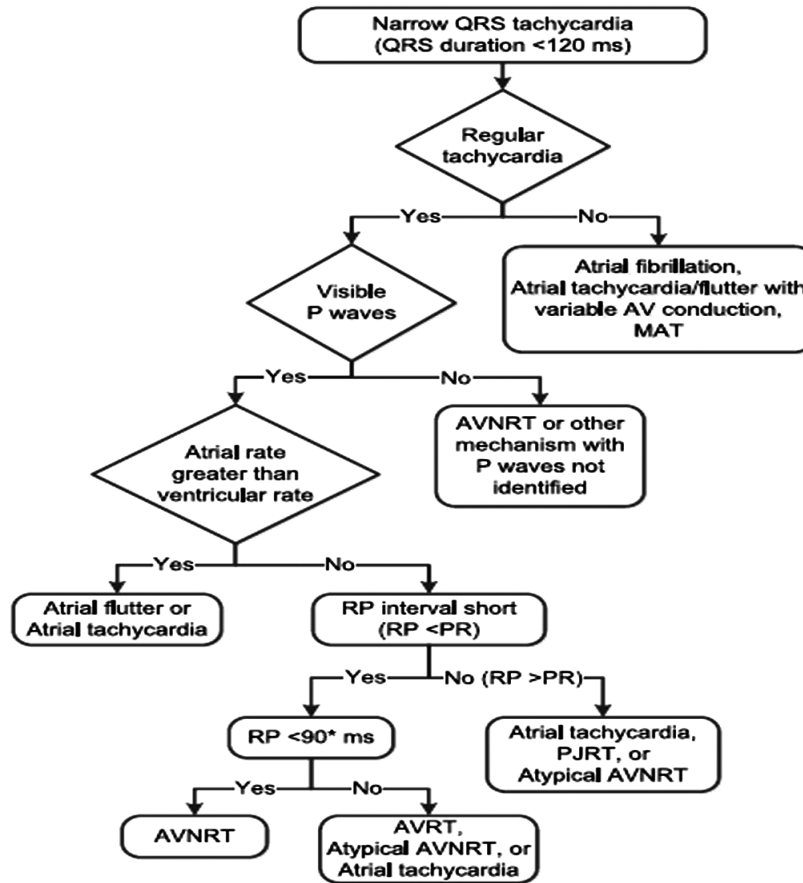 Narrow QRS tachycardia
(QRS duration <120 ms)
Regular
tachycardia
Yes
No
Visible
P waves
Atrial fibrillation,
Atrial tachycardia/flutter with
variable AV conduction,
MAT
Yes
No
Atrial rate
greater than
ventricular rate
AVNRT or other
mechanism with
P waves not
identified
Yes
No
Atrial flutter or
Atrial tachycardia
RP interval short
(RP <PR)
Yes
No (RP >PR)
RP <90* ms
Atrial tachycardia,
PJRT, or
Atypical AVNRT
Yes
No
AVNRT
AVRT,
Atypical AVNRT, or
Atrial tachycardia